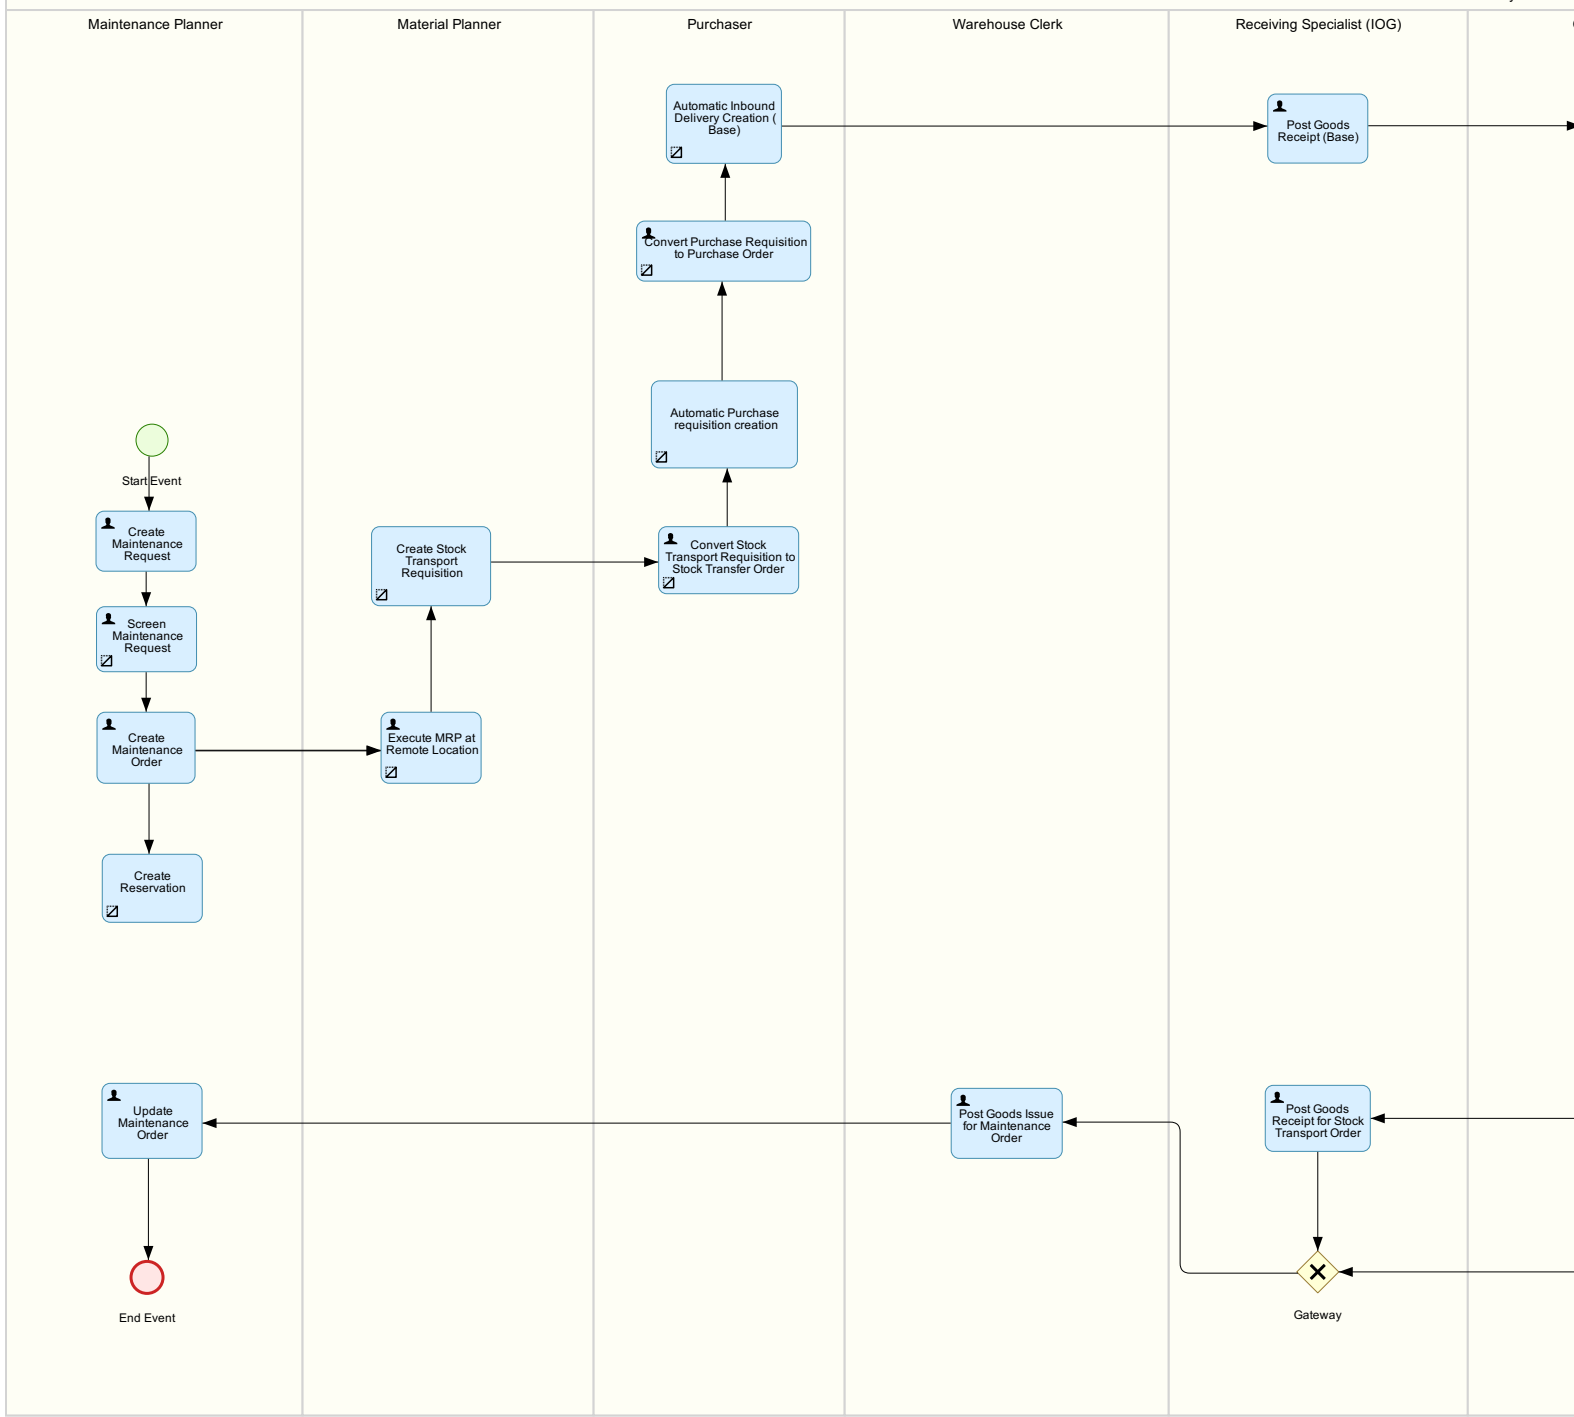 Maintenance Planner
Material Planner
Purchaser
Warehouse Clerk
Receiving Specialist (IOG)
Automatic Inbound
Delivery Creation (
Base)
Post Goods
Receipt (Base)
Convert Purchase Requisition
to Purchase Order
Automatic Purchase
requisition creation
Start Event
Create
Maintenance
Request
Create Stock
Transport
Requisition
Convert Stock
Transport Requisition to
Stock Transfer Order
Screen
Maintenance
Request
Create
Maintenance
Order
Execute MRP at
Remote Location
Create
Reservation
Update
Maintenance
Order
Post Goods Issue
for Maintenance
Order
Post Goods
Receipt for Stock
Transport Order
End Event
Gateway